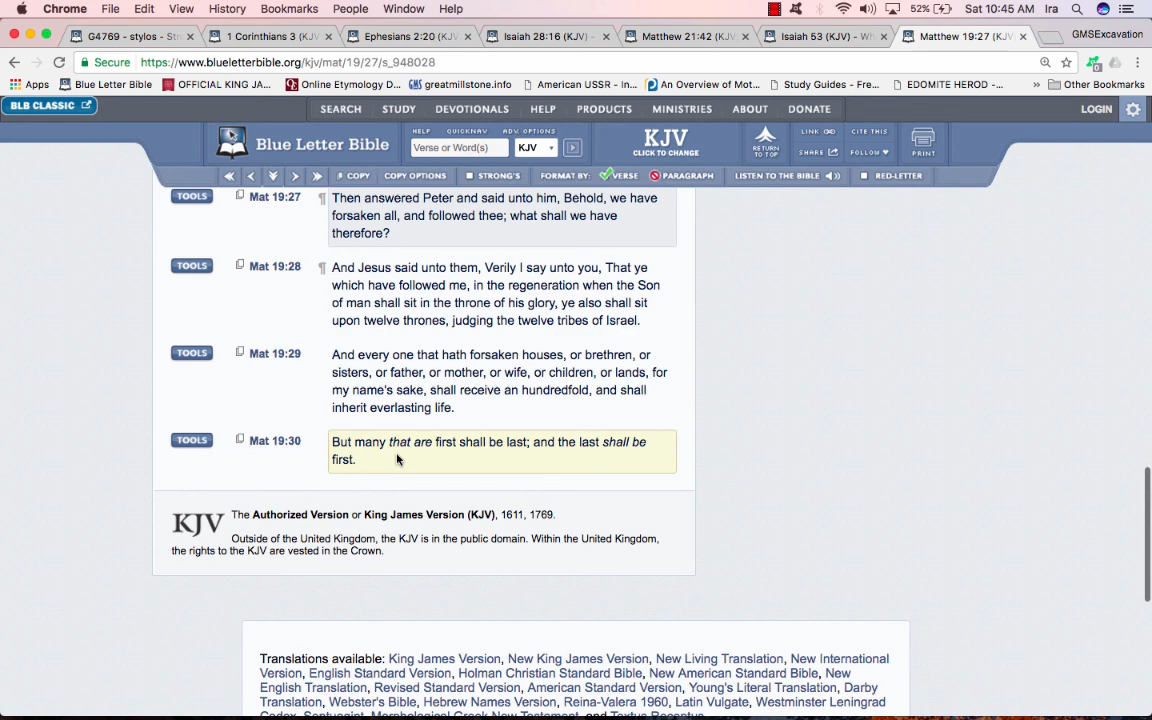 Chrome File Edit View History Bookmarks People Window Help 52% Sat 10:45 AM Ira
G4769 - stylos - Str 1 Corinthians 3 (KJV Ephesians 2:20 (KJV Isaiah 28:16 (KJV) - Matthew 21:42 (KJV Isaiah 53 (KJV) - Wh Matthew 19:27 (KJV) GMSExcavation
Secure https://www.blueletterbible.org/kjv/mat/19/27/s_948028
Apps Blue Letter Bible OFFICIAL KING JA... Online Etymology D... greatmillstone.info American USSR - In... An Overview of Mot... Study Guides - Fre... EDOMITE HEROD -... » Other Bookmarks
BLB CLASSIC SEARCH STUDY DEVOTIONALS HELP PRODUCTS MINISTRIES ABOUT DONATE LOGIN
HELP QUICKNAV ADV. OPTIONS
Blue Letter Bible Verse or Word(s) KJV KJV CLICK TO CHANGE RETURN TO TOP LINK CITE THIS SHARE FOLLOW PRINT
COPY COPY OPTIONS STRONG'S FORMAT BY: VERSE PARAGRAPH LISTEN TO THE BIBLE RED-LETTER
TOOLS Mat 19:27 ¶ Then answered Peter and said unto him, Behold, we have
forsaken all, and followed thee; what shall we have
therefore?
TOOLS Mat 19:28 ¶ And Jesus said unto them, Verily I say unto you, That ye
which have followed me, in the regeneration when the Son
of man shall sit in the throne of his glory, ye also shall sit
upon twelve thrones, judging the twelve tribes of Israel.
TOOLS Mat 19:29 And every one that hath forsaken houses, or brethren, or
sisters, or father, or mother, or wife, or children, or lands, for
my name's sake, shall receive an hundredfold, and shall
inherit everlasting life.
TOOLS Mat 19:30 But many that are first shall be last; and the last shall be
first.
KJV The Authorized Version or King James Version (KJV), 1611, 1769.
Outside of the United Kingdom, the KJV is in the public domain. Within the United Kingdom,
the rights to the KJV are vested in the Crown.
Translations available: King James Version, New King James Version, New Living Translation, New International
Version, English Standard Version, Holman Christian Standard Bible, New American Standard Bible, New
English Translation, Revised Standard Version, American Standard Version, Young's Literal Translation, Darby
Translation, Webster's Bible, Hebrew Names Version, Reina-Valera 1960, Latin Vulgate, Westminster Leningrad
Codex, Septuagint, Morphological Greek New Testament, and Textus Receptus.